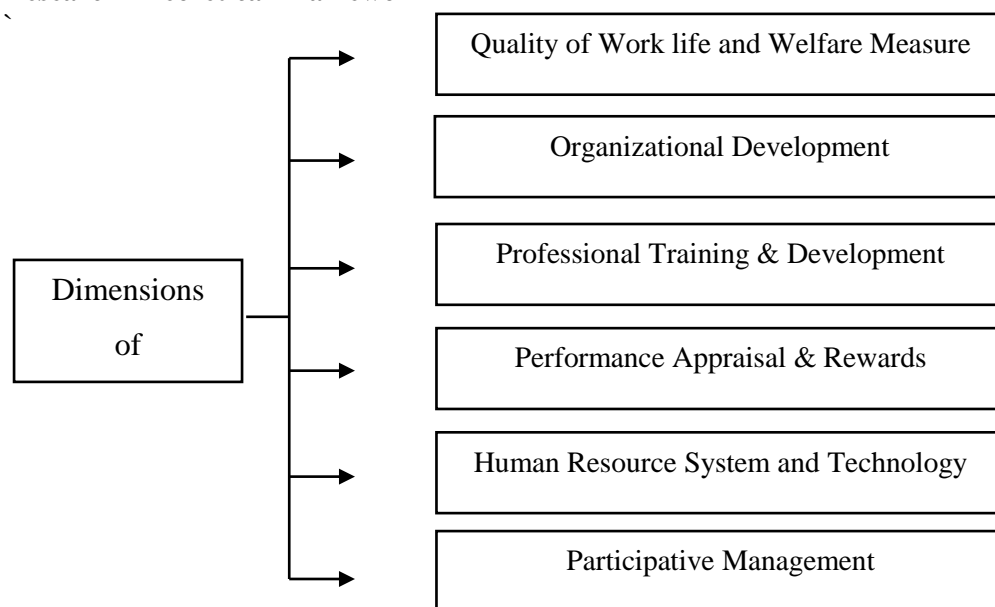 `
Quality of Work life and Welfare Measure
Organizational Development
Professional Training & Development
Dimensions
of
Performance Appraisal & Rewards
Human Resource System and Technology
Participative Management